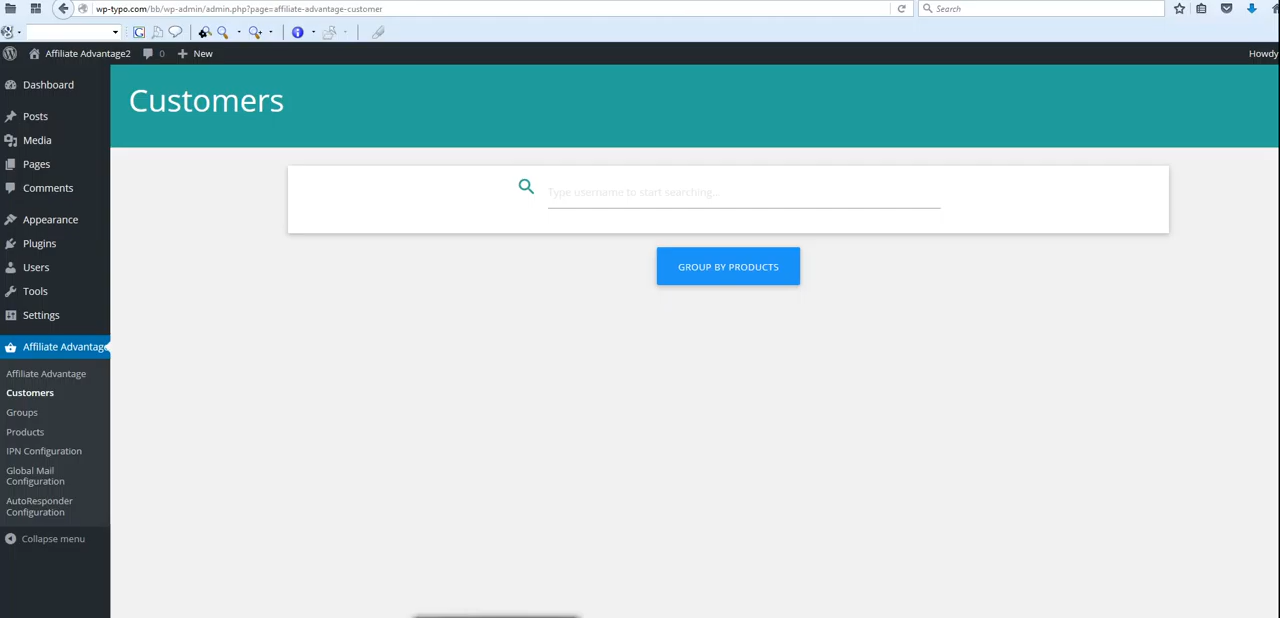 wp-typo.com/bb/wp-admin/admin.php?page=affiliate-advantage-customer
Search
Affiliate Advantage2
0
New
Howdy
Dashboard
Posts
Media
Pages
Comments
Appearance
Plugins
Users
Tools
Settings
Affiliate Advantage
Affiliate Advantage
Customers
Groups
Products
IPN Configuration
Global Mail
Configuration
AutoResponder
Configuration
Collapse menu
Customers
Type username to start searching...
GROUP BY PRODUCTS